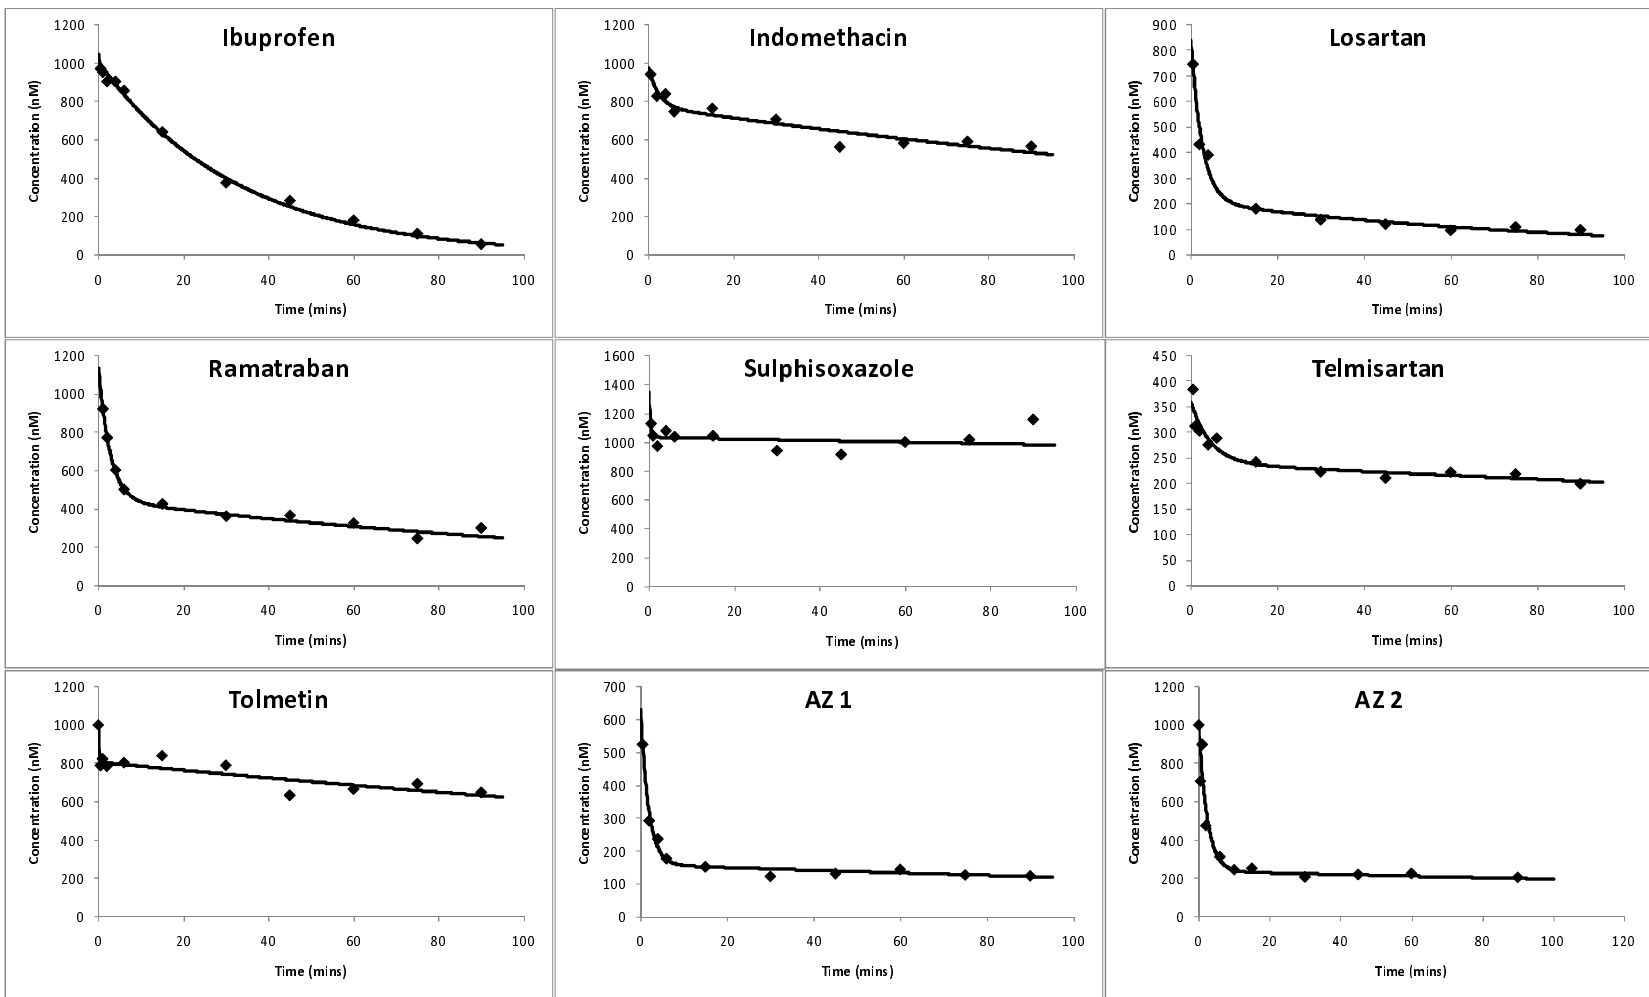 Ibuprofen
1200
1000
800
600
400
200
0
Concentration (nM)
0 20 40 60 80 100
Time (mins)
Indomethacin
1200
1000
800
600
400
200
0
Concentration (nM)
0 20 40 60 80 100
Time (mins)
Losartan
900
800
700
600
500
400
300
200
100
0
Concentration (nM)
0 20 40 60 80 100
Time (mins)
Ramatraban
1200
1000
800
600
400
200
0
Concentration (nM)
0 20 40 60 80 100
Time (mins)
Sulphisoxazole
1600
1400
1200
1000
800
600
400
200
0
Concentration (nM)
0 20 40 60 80 100
Time (mins)
Telmisartan
450
400
350
300
250
200
150
100
50
0
Concentration (nM)
0 20 40 60 80 100
Time (mins)
Tolmetin
1200
1000
800
600
400
200
0
Concentration (nM)
0 20 40 60 80 100
Time (mins)
AZ 1
700
600
500
400
300
200
100
0
Concentration (nM)
0 20 40 60 80 100
Time (mins)
AZ 2
1200
1000
800
600
400
200
0
Concentration (nM)
0 20 40 60 80 100 120
Time (mins)